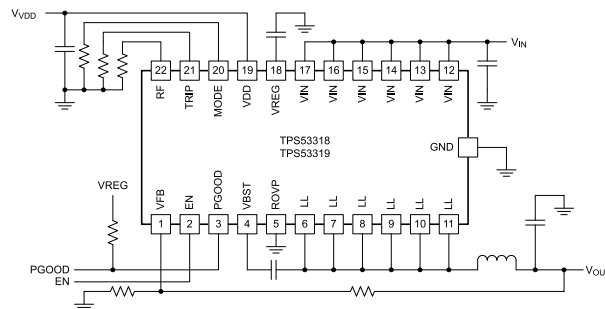 VVDD
VIN
22 21 20 19 18 17 16 15 14 13 12
RF TRIP MODE VDD VREG VIN VIN VIN VIN VIN VIN
TPS53318
TPS53319
GND
VREG
VFB EN PGOOD VBST ROVP LL LL LL LL LL LL
1 2 3 4 5 6 7 8 9 10 11
PGOOD
EN
VOU